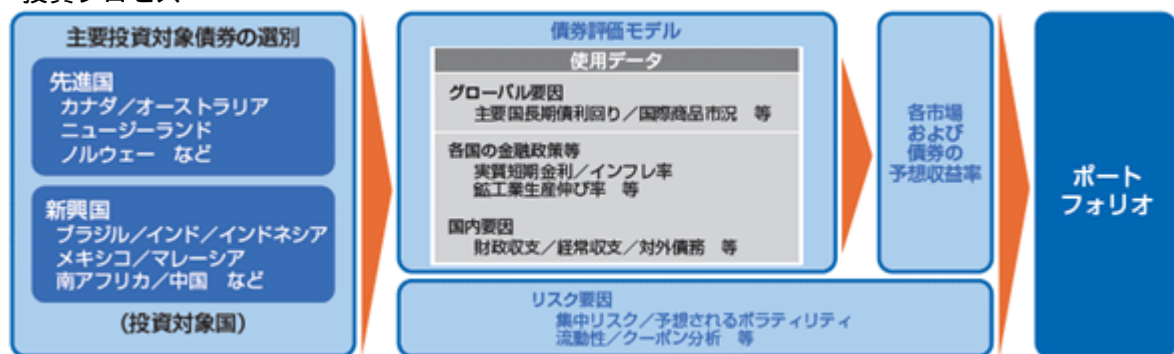 投資プロセス
主要投資対象債券の選別
先進国
カナダ／オーストラリア
ニュージーランド
ノルウェー など
新興国
ブラジル／インド／インドネシア
メキシコ／マレーシア
南アフリカ／中国 など
(投資対象国)
債券評価モデル
使用データ
グローバル要因
主要国長期債利回り／国際商品市況 等
各国の金融政策等
実質短期金利／インフレ率
鉱工業生産伸び率 等
国内要因
財政収支／経常収支／対外債務 等
リスク要因
集中リスク／予想されるボラティリティ
流動性／クーポン分析 等
各市場
および
債券の
予想収益率
ポート
フォリオ